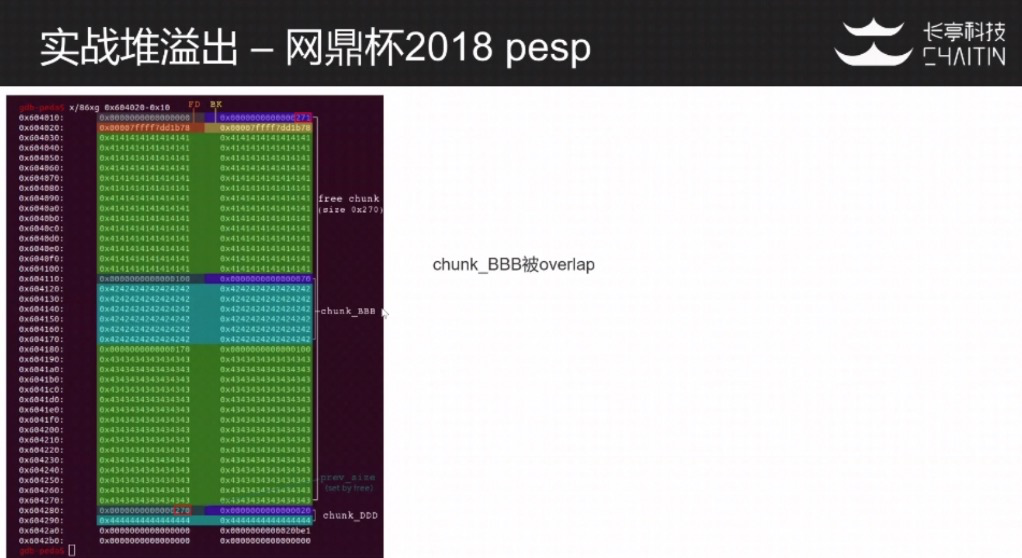 实战堆溢出 – 网鼎杯2018 pesp
长亭科技
CHAITIN
gdb-peda$ x/86xg 0x604020-0x10
FD BK
0x604010: 0x0000000000000000 0x0000000000000271
0x604020: 0x00007ffff7dd1b78 0x00007ffff7dd1b78
0x604030: 0x4141414141414141 0x4141414141414141
0x604040: 0x4141414141414141 0x4141414141414141
0x604050: 0x4141414141414141 0x4141414141414141
0x604060: 0x4141414141414141 0x4141414141414141
0x604070: 0x4141414141414141 0x4141414141414141
0x604080: 0x4141414141414141 0x4141414141414141
0x604090: 0x4141414141414141 0x4141414141414141
free chunk
0x6040a0: 0x4141414141414141 0x4141414141414141
(size 0x270)
0x6040b0: 0x4141414141414141 0x4141414141414141
0x6040c0: 0x4141414141414141 0x4141414141414141
0x6040d0: 0x4141414141414141 0x4141414141414141
0x6040e0: 0x4141414141414141 0x4141414141414141
0x6040f0: 0x4141414141414141 0x4141414141414141
0x604100: 0x4141414141414141 0x4141414141414141
chunk_BBB被overlap
0x604110: 0x0000000000000100 0x0000000000000070
0x604120: 0x4242424242424242 0x4242424242424242
0x604130: 0x4242424242424242 0x4242424242424242
0x604140: 0x4242424242424242 0x4242424242424242
chunk_BBB
0x604150: 0x4242424242424242 0x4242424242424242
0x604160: 0x4242424242424242 0x4242424242424242
0x604170: 0x4242424242424242 0x4242424242424242
0x604180: 0x0000000000000170 0x0000000000000100
0x604190: 0x4343434343434343 0x4343434343434343
0x6041a0: 0x4343434343434343 0x4343434343434343
0x6041b0: 0x4343434343434343 0x4343434343434343
0x6041c0: 0x4343434343434343 0x4343434343434343
0x6041d0: 0x4343434343434343 0x4343434343434343
0x6041e0: 0x4343434343434343 0x4343434343434343
0x6041f0: 0x4343434343434343 0x4343434343434343
0x604200: 0x4343434343434343 0x4343434343434343
0x604210: 0x4343434343434343 0x4343434343434343
0x604220: 0x4343434343434343 0x4343434343434343
0x604230: 0x4343434343434343 0x4343434343434343
0x604240: 0x4343434343434343 0x4343434343434343
0x604250: 0x4343434343434343 0x4343434343434343
prev_size
0x604260: 0x4343434343434343 0x4343434343434343
(set by free)
0x604270: 0x4343434343434343 0x4343434343434343
0x604280: 0x0000000000000270 0x0000000000000020
chunk_DDD
0x604290: 0x4444444444444444 0x4444444444444444
0x6042a0: 0x0000000000000000 0x0000000000020be1
0x6042b0: 0x0000000000000000 0x0000000000000000
gdb-peda$